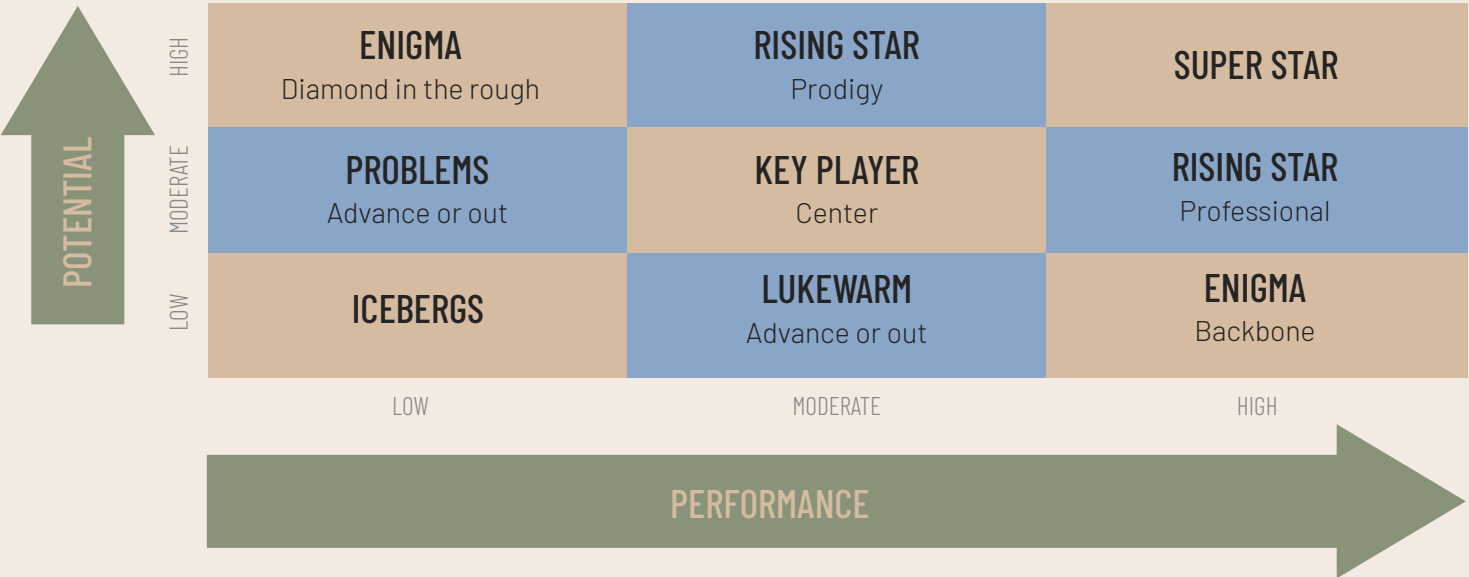 POTENTIAL
HIGH
ENIGMA
Diamond in the rough
RISING STAR
Prodigy
SUPER STAR
MODERATE
PROBLEMS
Advance or out
KEY PLAYER
Center
RISING STAR
Professional
LOW
ICEBERGS
LUKEWARM
Advance or out
ENIGMA
Backbone
LOW
MODERATE
HIGH
PERFORMANCE